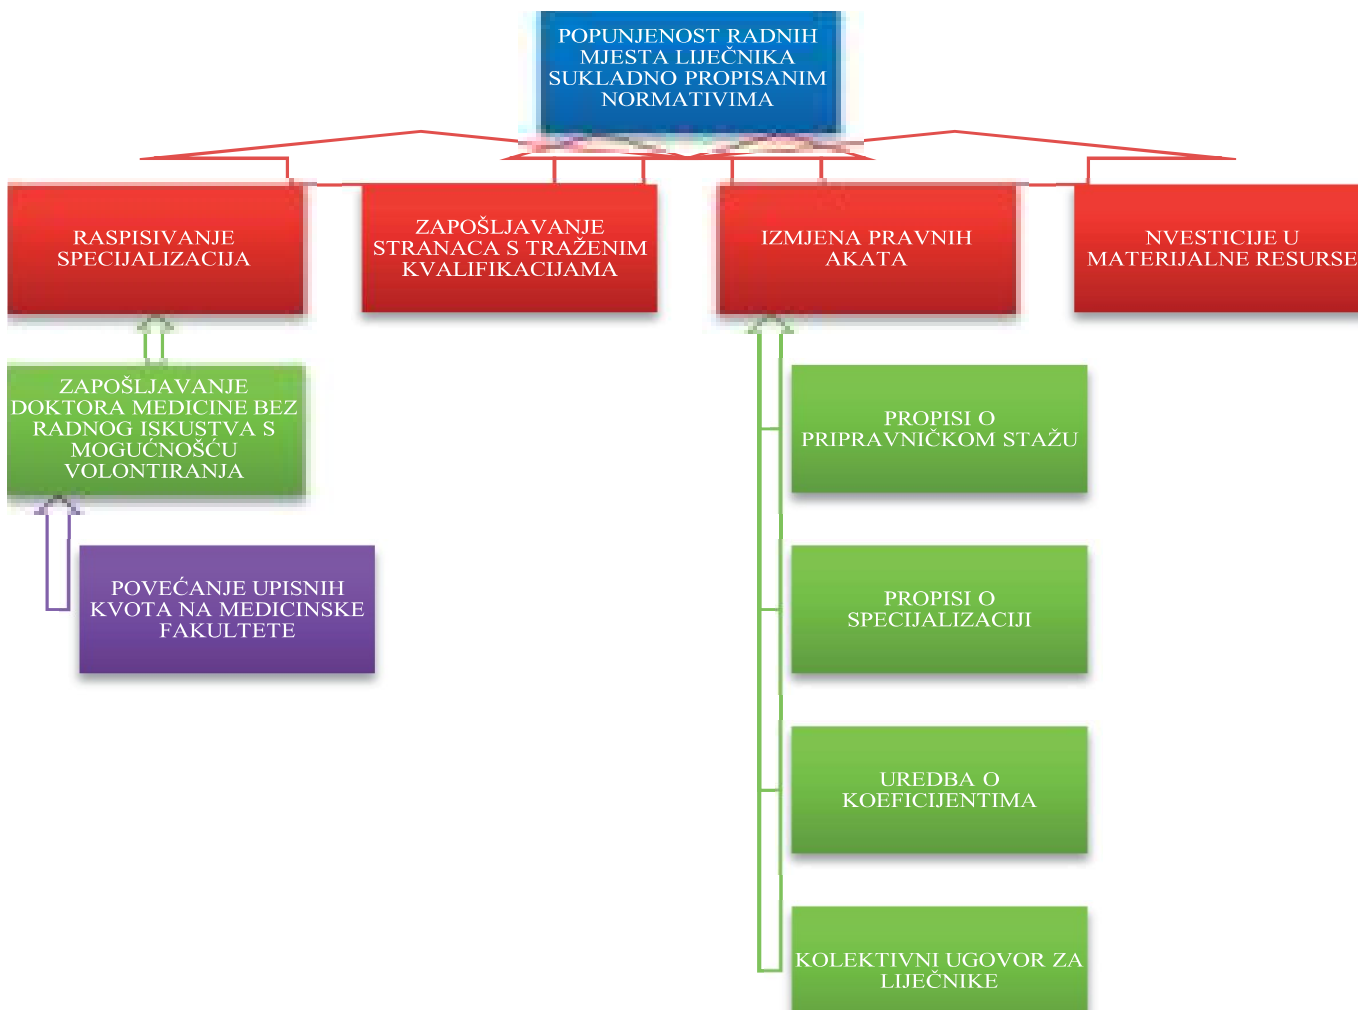 POPUNJENOST RADNIH
MJESTA LIJEČNIKA
SUKLADNO PROPISANIM
NORMATIVIMA
RASPISIVANJE
SPECIJALIZACIJA
ZAPOŠLJAVANJE
STRANACA S TRAŽENIM
KVALIFIKACIJAMA
IZMJENA PRAVNIH
AKATA
NVESTICIJE U
MATERIJALNE RESURSE
ZAPOŠLJAVANJE
DOKTORA MEDICINE BEZ
RADNOG ISKUSTVA S
MOGUĆNOŠĆU
VOLONTIRANJA
POVEĆANJE UPISNIH
KVOTA NA MEDICINSKE
FAKULTETE
PROPISI O
PRIPRAVNIČKOM STAŽU
PROPISI O
SPECIJALIZACIJI
UREDBA O
KOEFICIJENTIMA
KOLEKTIVNI UGOVOR ZA
LIJEČNIKE